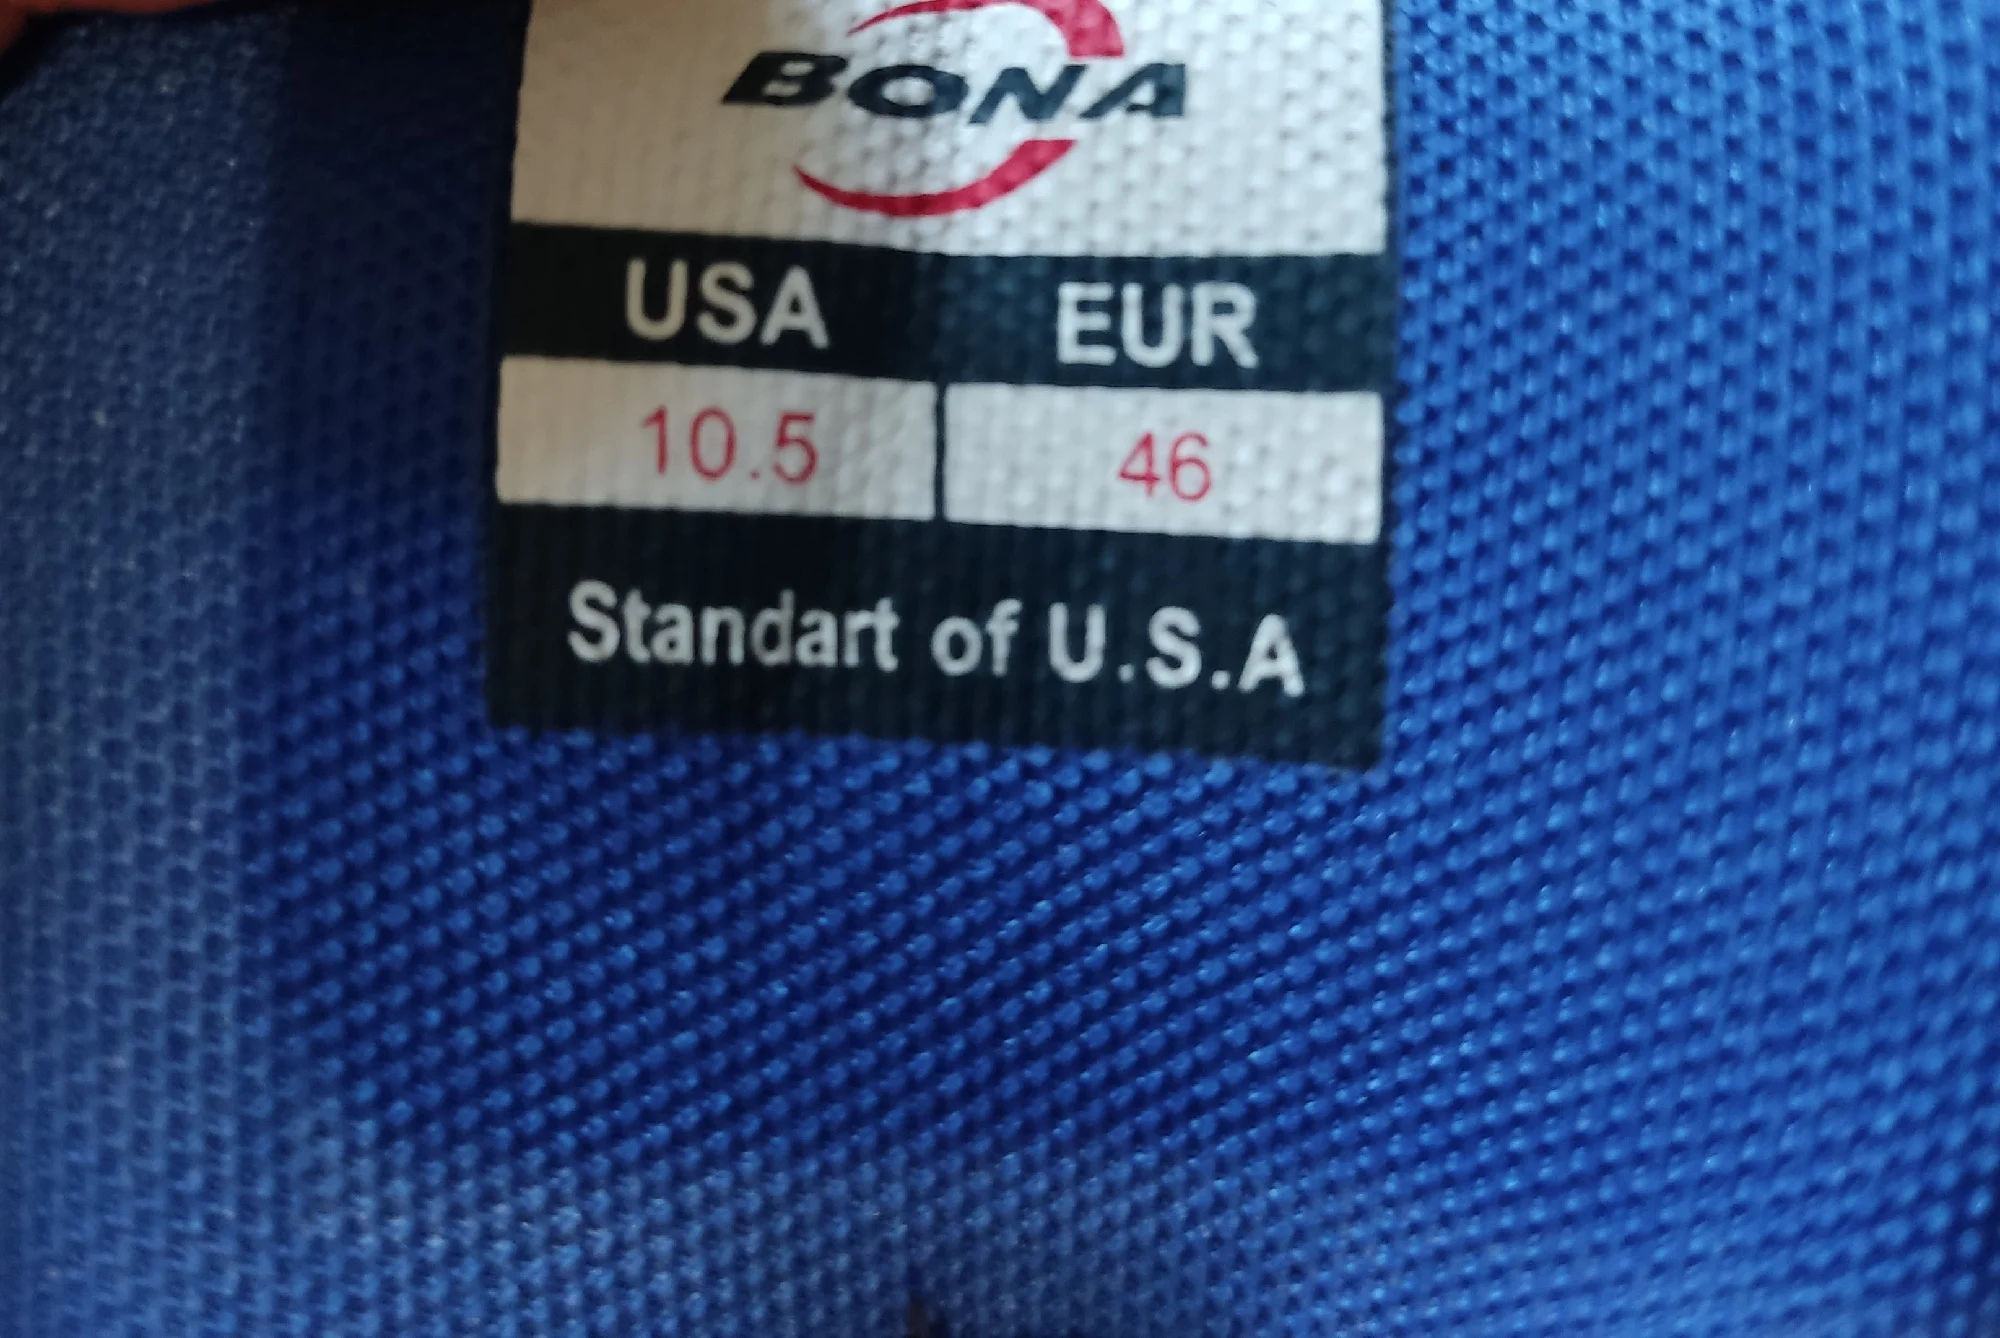 BONA
USA EUR
10.5 46
Standart of U.S.A